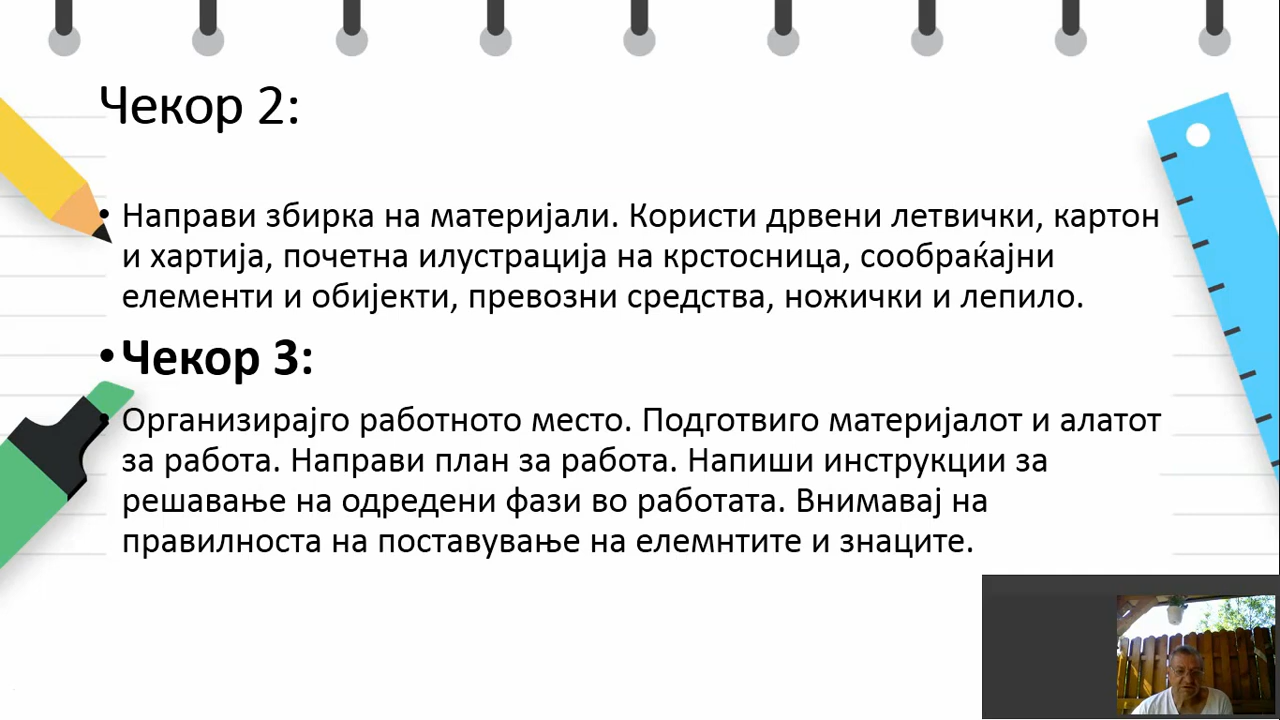 Чекор 2:
• Направи збирка на материјали. Користи дрвени летвички, картон
и хартија, почетна илустрација на крстосница, сообраќајни
елементи и обијекти, превозни средства, ножички и лепило.
• Чекор 3:
• Организирајго работното место. Подготвиго материјалот и алатот
за работа. Направи план за работа. Напиши инструкции за
решавање на одредени фази во работата. Внимавај на
правилноста на поставување на елемнтите и знаците.